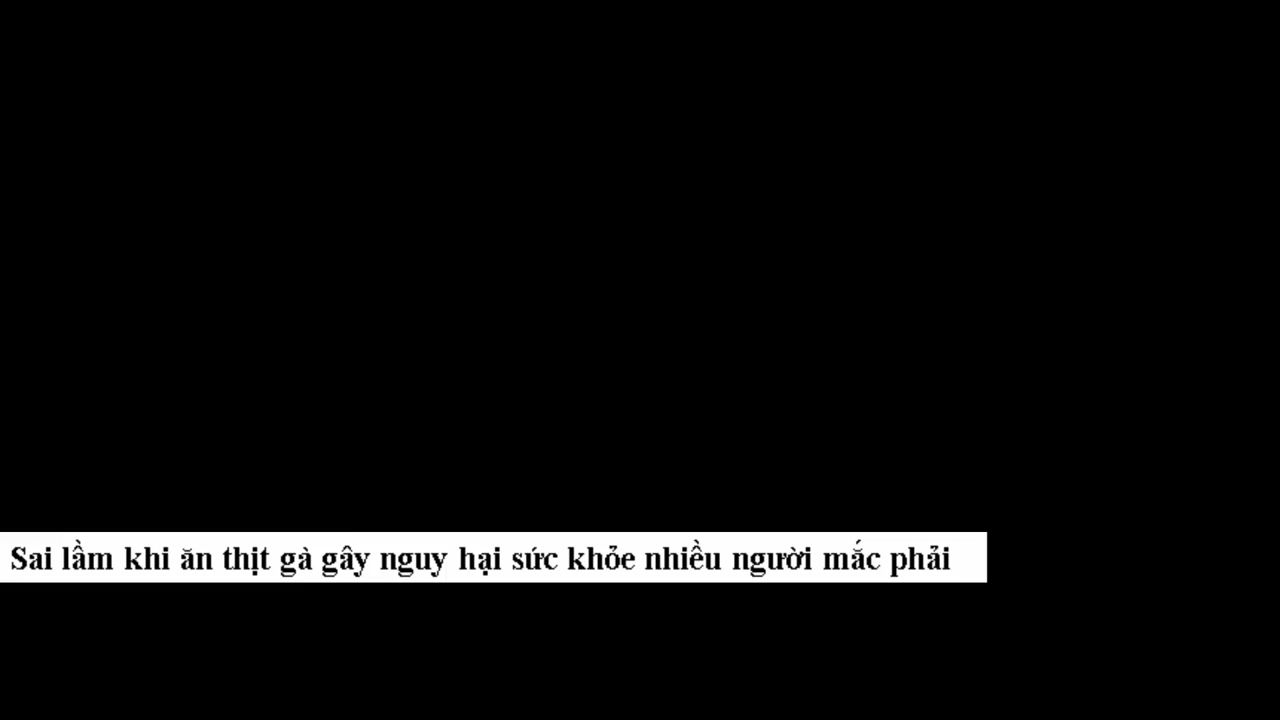 Sai lầm khi ăn thịt gà gây nguy hại sức khỏe nhiều người mắc phải